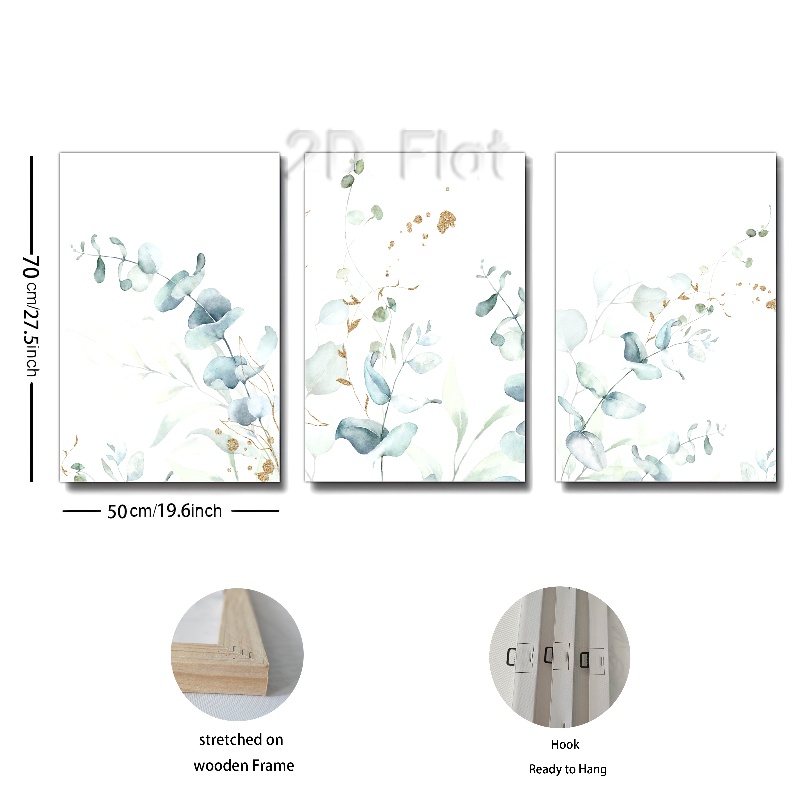 2D Flat
70 cm/27.5inch
50 cm/19.6inch
stretched on
wooden Frame
Hook
Ready to Hang